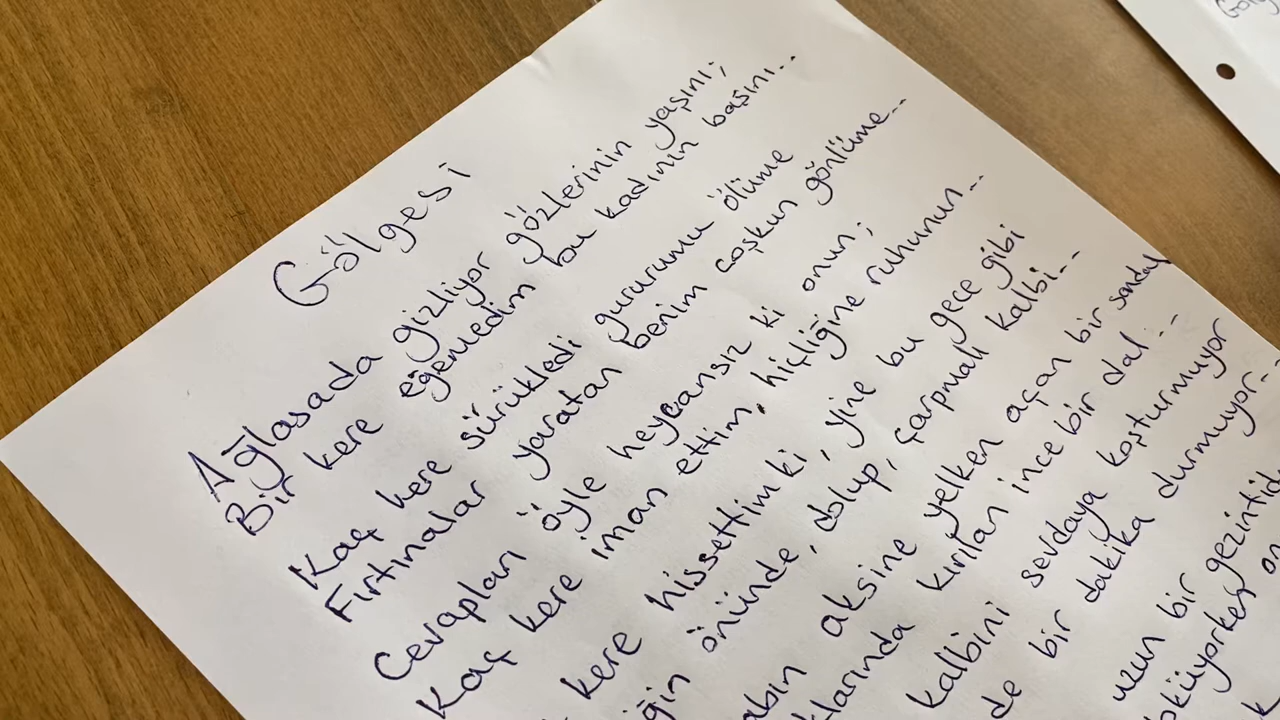 Gölgesi
Ağlasada gizliyor gözlerinin yaşını;
Bir kere eğemedim bu kadının başını..
Kaç kere sürükledi gururumu ölüme
Fırtınalar yaratan benim coşkun gönlüme...
Cevapları öyle heyecansız ki onun;
Kaç kere iman ettim, hiçliğine ruhunun...
kere hissettim ki, yine bu gece gibi
önünde, dolup, çarpmalı kalbi...
aksine yelken açan bir sandal
kırılan ince bir dal...
kalbini sevdaya koşturmuyor
de bir dakika durmuyor...
uzun bir